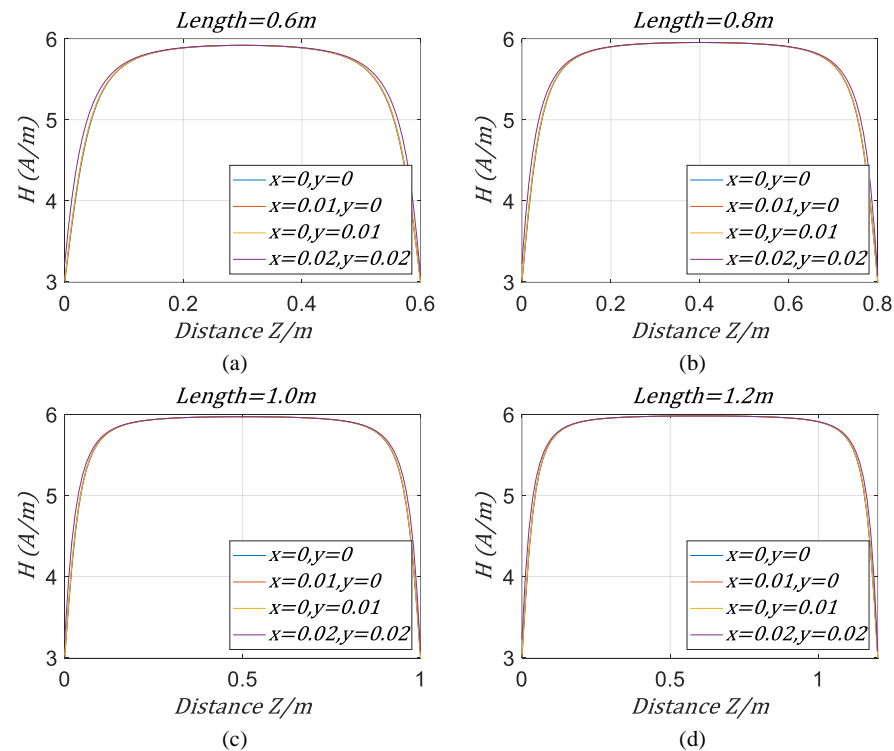 Length=0.6m
6
5
4
3
H (A/m)
x=0,y=0
x=0.01,y=0
x=0,y=0.01
x=0.02,y=0.02
0
0.2
0.4
0.6
Distance Z/m
(a)
Length=0.8m
6
5
4
3
H (A/m)
x=0,y=0
x=0.01,y=0
x=0,y=0.01
x=0.02,y=0.02
0
0.2
0.4
0.6
0.8
Distance Z/m
(b)
Length=1.0m
6
5
4
3
H (A/m)
x=0,y=0
x=0.01,y=0
x=0,y=0.01
x=0.02,y=0.02
0
0.5
1
Distance Z/m
(c)
Length=1.2m
6
5
4
3
H (A/m)
x=0,y=0
x=0.01,y=0
x=0,y=0.01
x=0.02,y=0.02
0
0.5
1
Distance Z/m
(d)